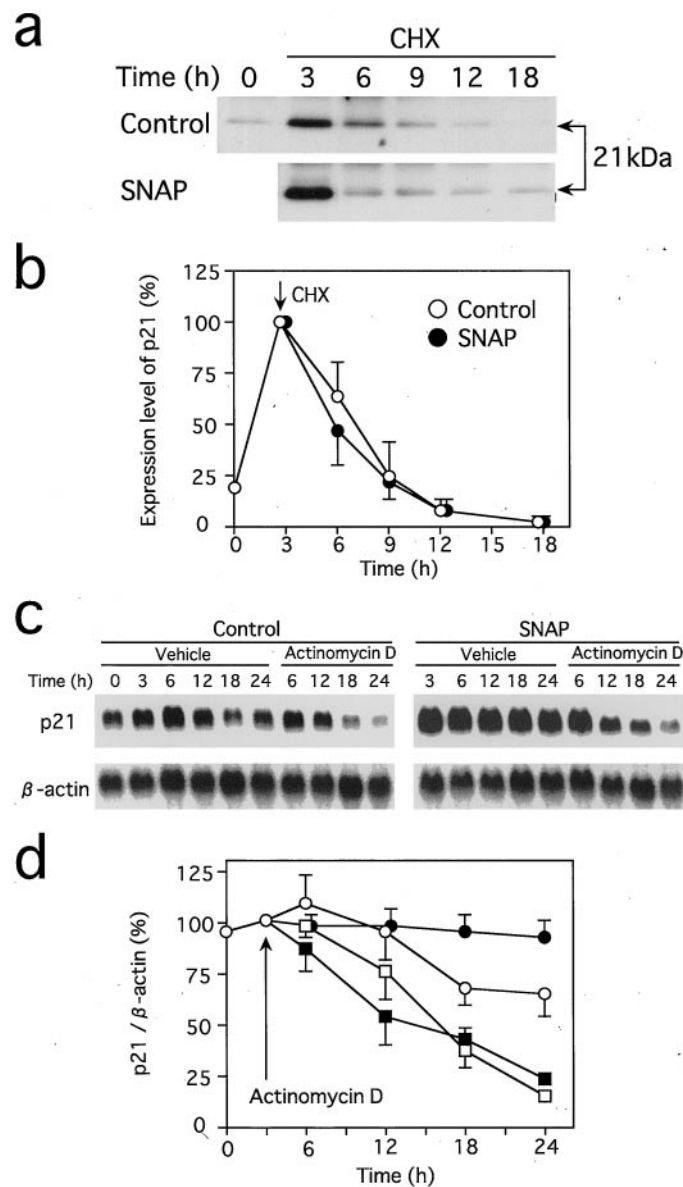 a
CHX
Time (h) 0 3 6 9 12 18
Control
21kDa
SNAP
b
125
100
75
50
25
0
Expression level of p21 (%)
CHX
Control
SNAP
0 3 6 9 12 15 18
Time (h)
c
Control SNAP
Vehicle Actinomycin D Vehicle Actinomycin D
Time (h) 0 3 6 12 18 24 6 12 18 24 3 6 12 18 24 6 12 18 24
p21
β-actin
d
125
100
75
50
25
0
p21 / β-actin (%)
Actinomycin D
0 6 12 18 24
Time (h)